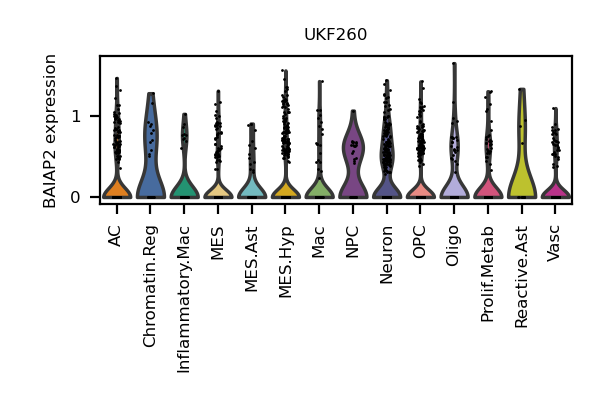 UKF260
BAIAP2 expression
1
0
AC
Chromatin.Reg
Inflammatory.Mac
MES
MES.Ast
MES.Hyp
Mac
NPC
Neuron
OPC
Oligo
Prolif.Metab
Reactive.Ast
Vasc